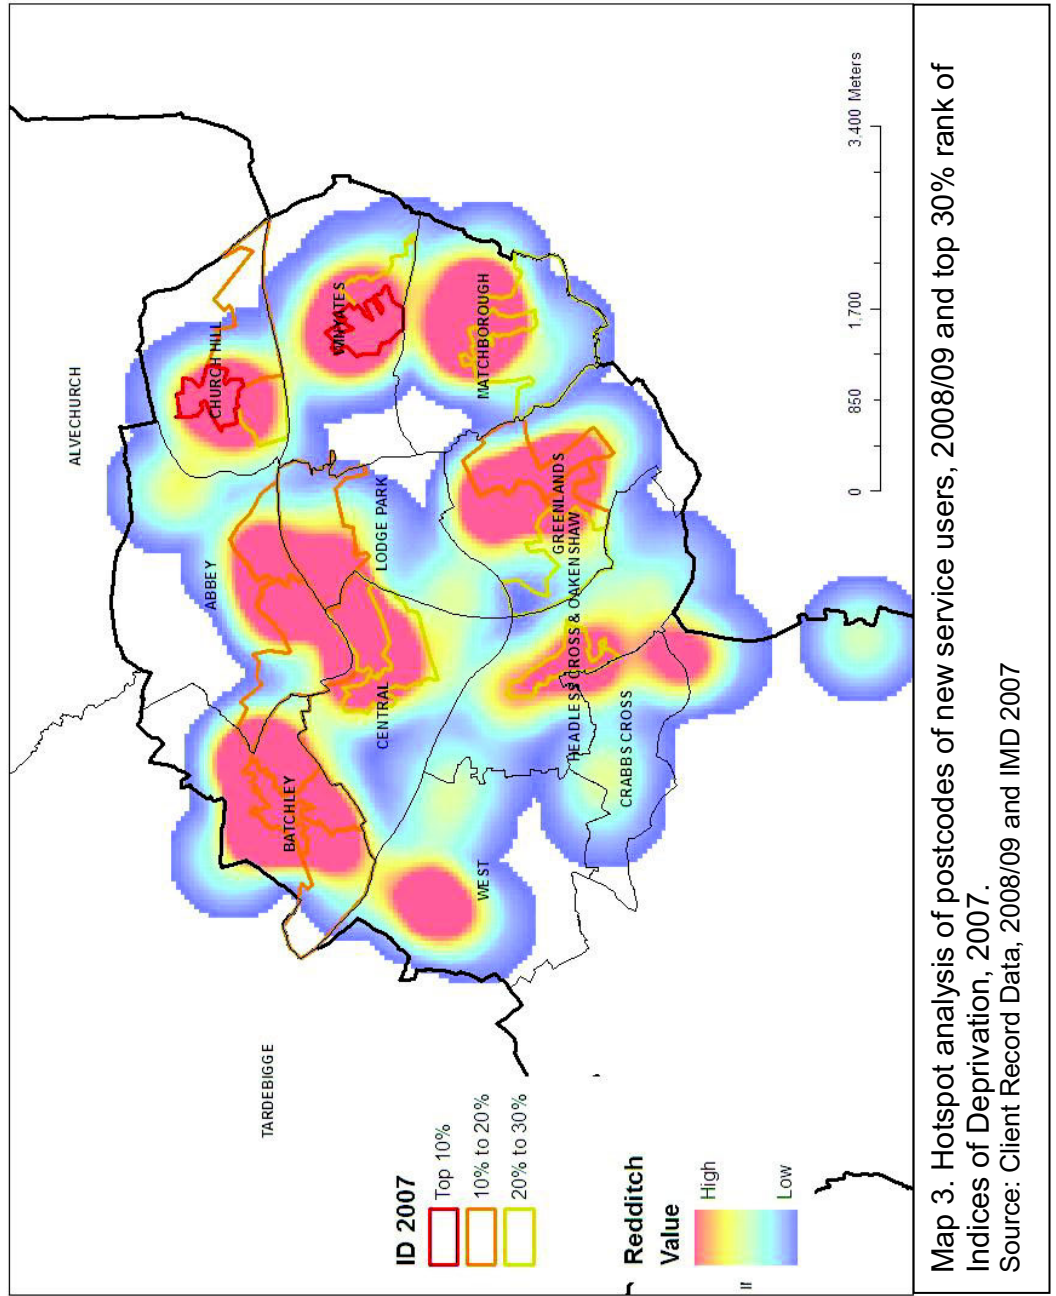 ALVECHURCH
CHURCH HILL
WINYATES
MATCHBOROUGH
ABBEY
LODGE PARK
GREENLANDS
HEADLESS CROSS & OAKENSHAW
CENTRAL
BATCHLEY
WEST
CRABBS CROSS
TARDEBIGGE
ID 2007
Top 10%
10% to 20%
20% to 30%
Redditch
Value
High
Low
0 850 1,700 3,400 Meters
Map 3. Hotspot analysis of postcodes of new service users, 2008/09 and top 30% rank of
Indices of Deprivation, 2007.
Source: Client Record Data, 2008/09 and IMD 2007